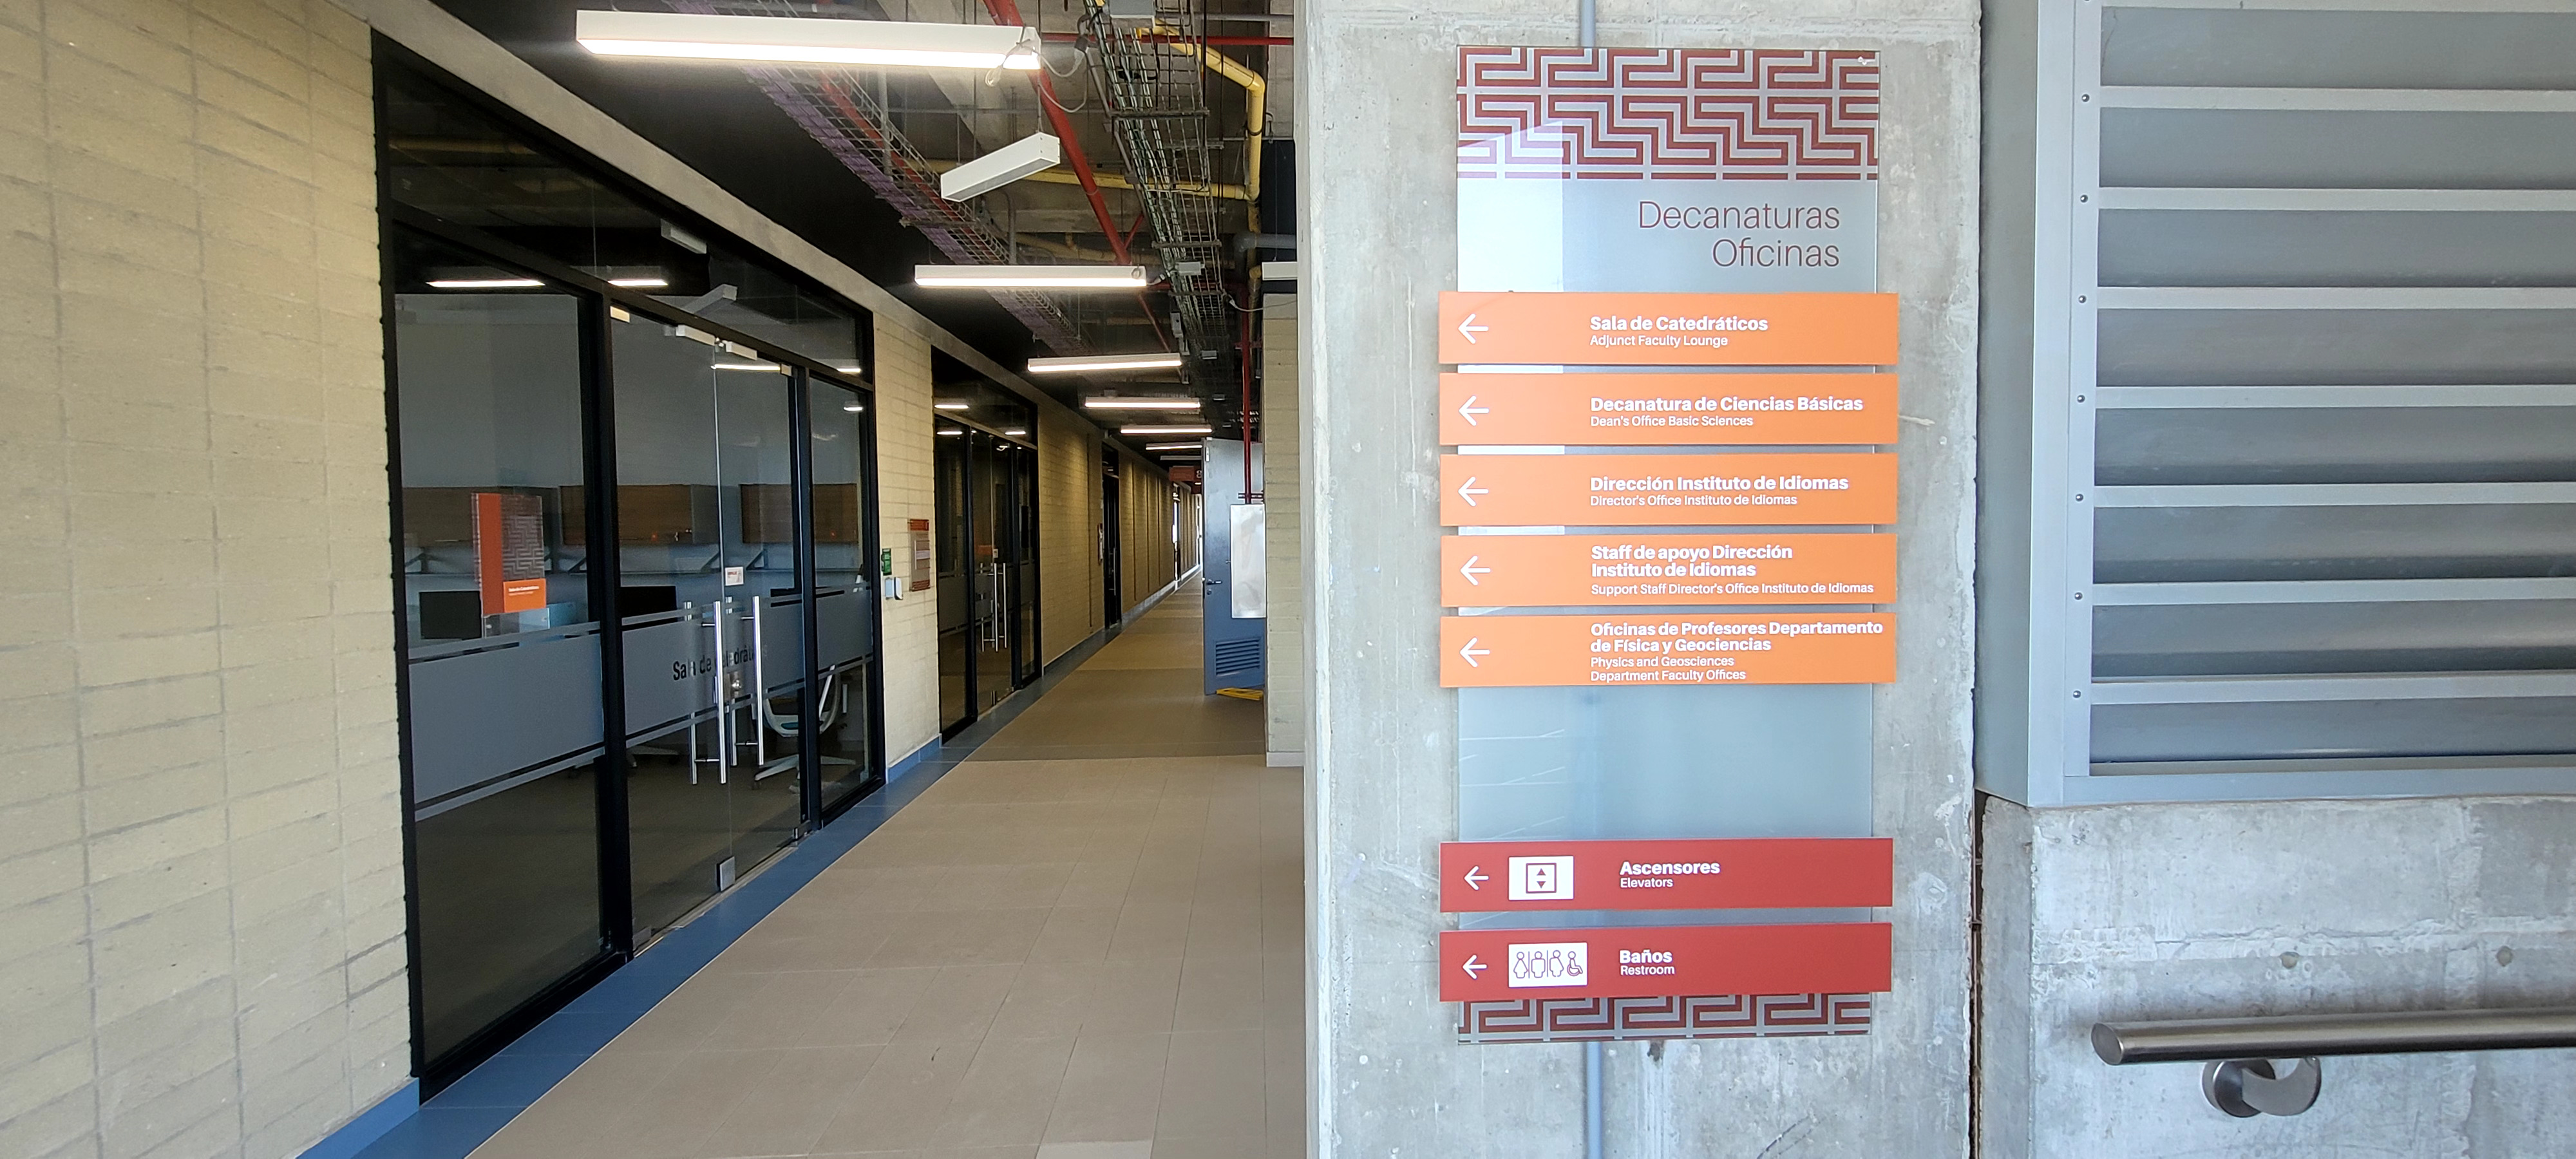 Decanaturas
Oficinas
Sala de Catedráticos
Adjunct Faculty Lounge
Decanatura de Ciencias Básicas
Dean's Office Basic Sciences
Dirección Instituto de Idiomas
Director's Office Instituto de Idiomas
Staff de apoyo Dirección
Instituto de Idiomas
Support Staff Director's Office Instituto de Idiomas
Oficinas de Profesores Departamento
de Física y Geociencias
Physics and Geosciences
Department Faculty Offices
Ascensores
Elevators
Baños
Restroom
Sala de